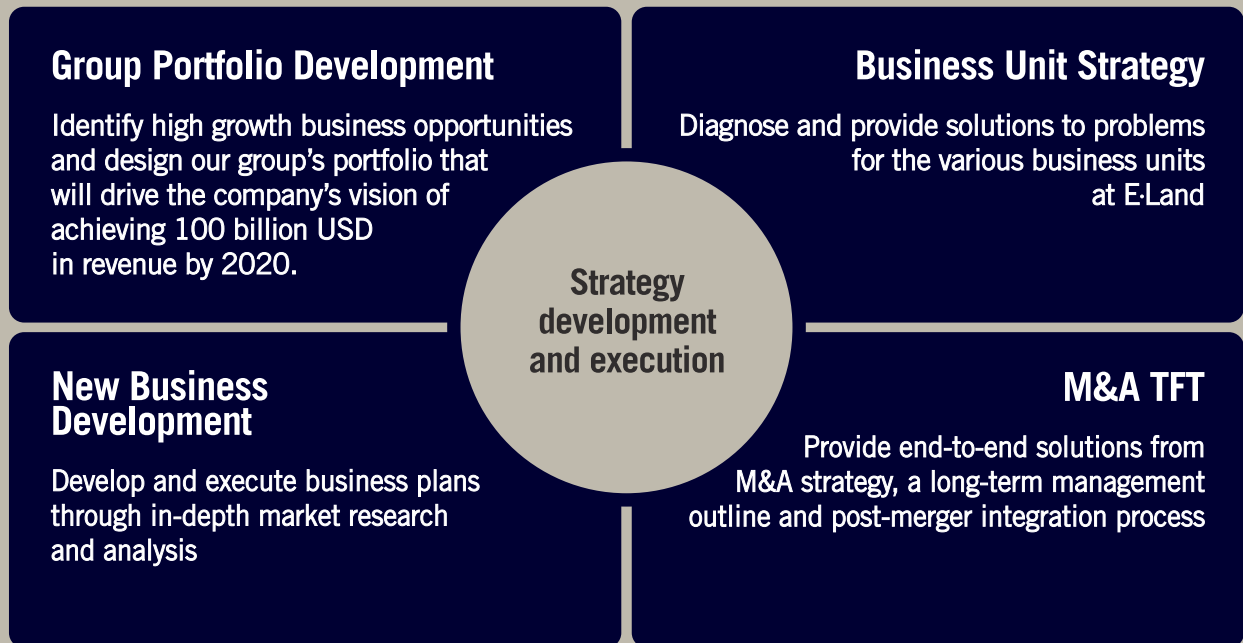 Group Portfolio Development
Identify high growth business opportunities
and design our group's portfolio that
will drive the company's vision of
achieving 100 billion USD
in revenue by 2020.
Business Unit Strategy
Diagnose and provide solutions to problems
for the various business units
at E·Land
Strategy
development
and execution
New Business
Development
Develop and execute business plans
through in-depth market research
and analysis
M&A TFT
Provide end-to-end solutions from
M&A strategy, a long-term management
outline and post-merger integration process